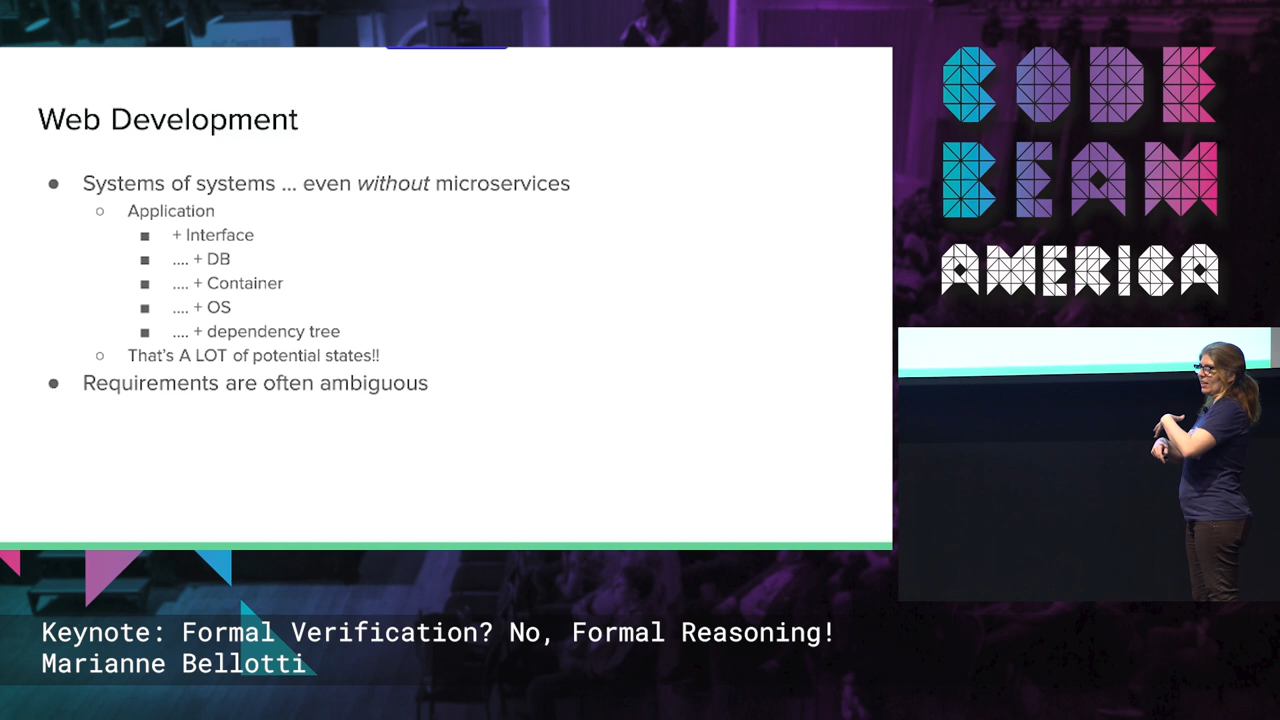 Web Development
● Systems of systems ... even without microservices
○ Application
■ + Interface
■ .... + DB
■ .... + Container
■ .... + OS
■ .... + dependency tree
○ That's A LOT of potential states!!
● Requirements are often ambiguous
CODE
BEAM
AMERICA
Keynote: Formal Verification? No, Formal Reasoning!
Marianne Bellotti